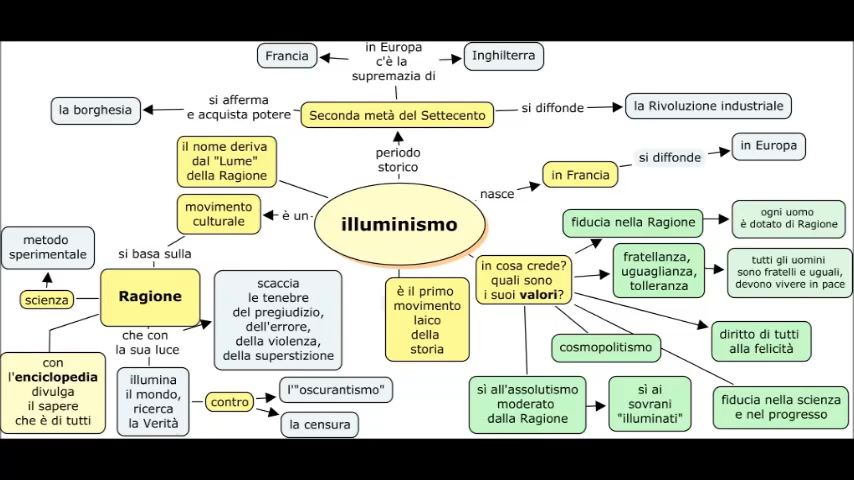 in Europa
c'è la
supremazia di
Francia
Inghilterra
si afferma
e acquista potere
la borghesia
Seconda metà del Settecento
si diffonde
la Rivoluzione industriale
il nome deriva
dal "Lume"
della Ragione
periodo
storico
nasce
in Francia
si diffonde
in Europa
movimento
culturale
è un
illuminismo
fiducia nella Ragione
ogni uomo
è dotato di Ragione
metodo
sperimentale
si basa sulla
Ragione
scienza
scaccia
le tenebre
del pregiudizio,
dell'errore,
della violenza,
della superstizione
è il primo
movimento
laico
della
storia
in cosa crede?
quali sono
i suoi valori?
fratellanza,
uguaglianza,
tolleranza
tutti gli uomini
sono fratelli e uguali,
devono vivere in pace
che con
la sua luce
cosmopolitismo
diritto di tutti
alla felicità
con
l'enciclopedia
divulga
il sapere
che è di tutti
illumina
il mondo,
ricerca
la Verità
contro
l'"oscurantismo"
la censura
sì all'assolutismo
moderato
dalla Ragione
sì ai
sovrani
"illuminati"
fiducia nella scienza
e nel progresso